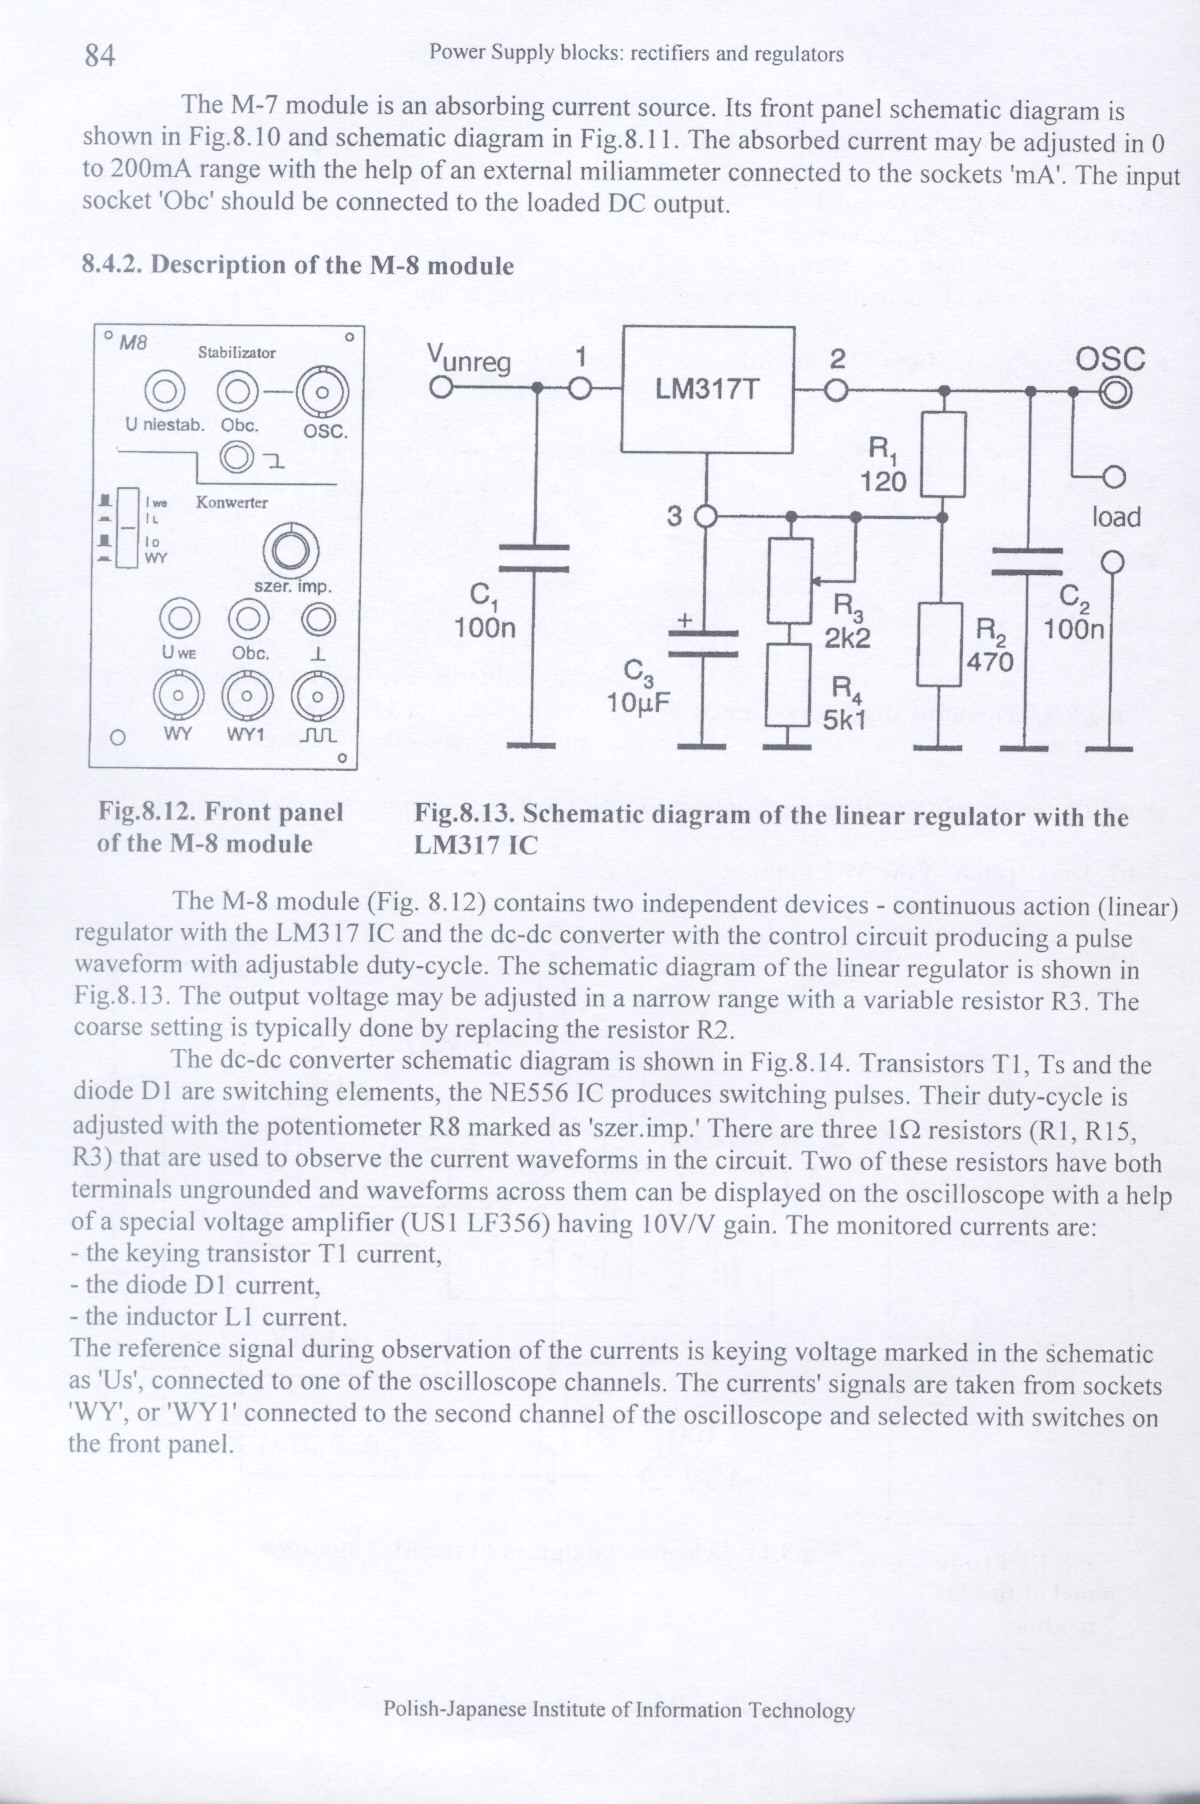 84
Power Supply blocks: rectifiers and regulators
The M-7 module is an absorbing current source. Its front panel schematic diagram is
shown in Fig.8.10 and schematic diagram in Fig.8.11. The absorbed current may be adjusted in 0
to 200mA range with the help of an external miliammeter connected to the sockets 'mA'. The input
socket 'Obc' should be connected to the loaded DC output.
8.4.2. Description of the M-8 module
M8
Stabilizator
U niestab. Obc. OSC.
I WE
Konwerter
I L
I D
WY
szer. imp.
U WE Obc. ⊥
WY WY1
Vunreg
1
LM317T
2
OSC
R1
120
3
load
C1
100n
+
R3
2k2
C2
100n
R2
470
C3
10µF
R4
5k1
Fig.8.12. Front panel
of the M-8 module
Fig.8.13. Schematic diagram of the linear regulator with the
LM317 IC
The M-8 module (Fig. 8.12) contains two independent devices - continuous action (linear)
regulator with the LM317 IC and the dc-dc converter with the control circuit producing a pulse
waveform with adjustable duty-cycle. The schematic diagram of the linear regulator is shown in
Fig.8.13. The output voltage may be adjusted in a narrow range with a variable resistor R3. The
coarse setting is typically done by replacing the resistor R2.
The dc-dc converter schematic diagram is shown in Fig.8.14. Transistors T1, Ts and the
diode D1 are switching elements, the NE556 IC produces switching pulses. Their duty-cycle is
adjusted with the potentiometer R8 marked as 'szer.imp.' There are three 1Ω resistors (R1, R15,
R3) that are used to observe the current waveforms in the circuit. Two of these resistors have both
terminals ungrounded and waveforms across them can be displayed on the oscilloscope with a help
of a special voltage amplifier (US1 LF356) having 10V/V gain. The monitored currents are:
- the keying transistor T1 current,
- the diode D1 current,
- the inductor L1 current.
The reference signal during observation of the currents is keying voltage marked in the schematic
as 'Us', connected to one of the oscilloscope channels. The currents' signals are taken from sockets
'WY', or 'WY1' connected to the second channel of the oscilloscope and selected with switches on
the front panel.
Polish-Japanese Institute of Information Technology